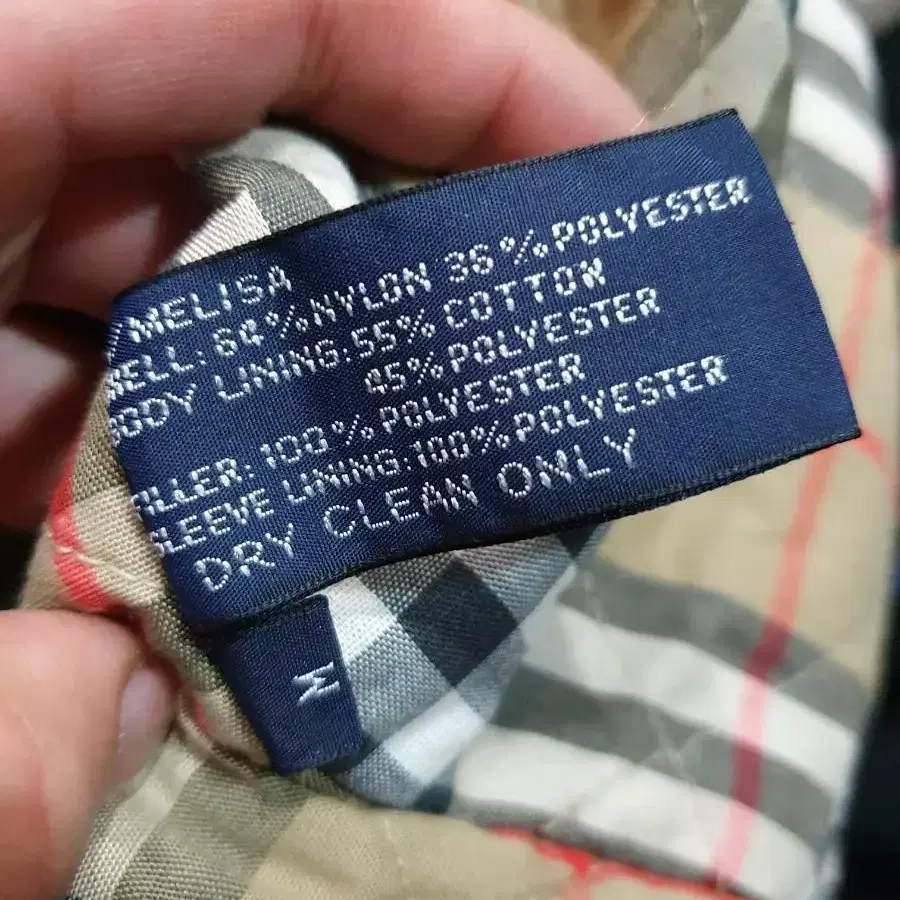 MELISA
ELL: 64% NYLON 36% POLYESTER
BODY LINING: 55% COTTON
45% POLYESTER
FILLER: 100% POLYESTER
SLEEVE LINING: 100% POLYESTER
DRY CLEAN ONLY
M